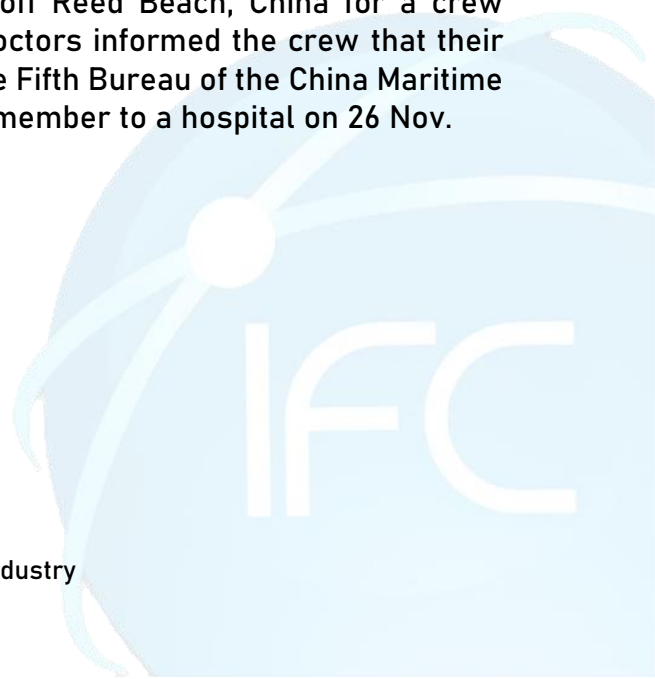 off Reed Beach, China for a crew
octors informed the crew that their
e Fifth Bureau of the China Maritime
member to a hospital on 26 Nov.
IFC
dustry